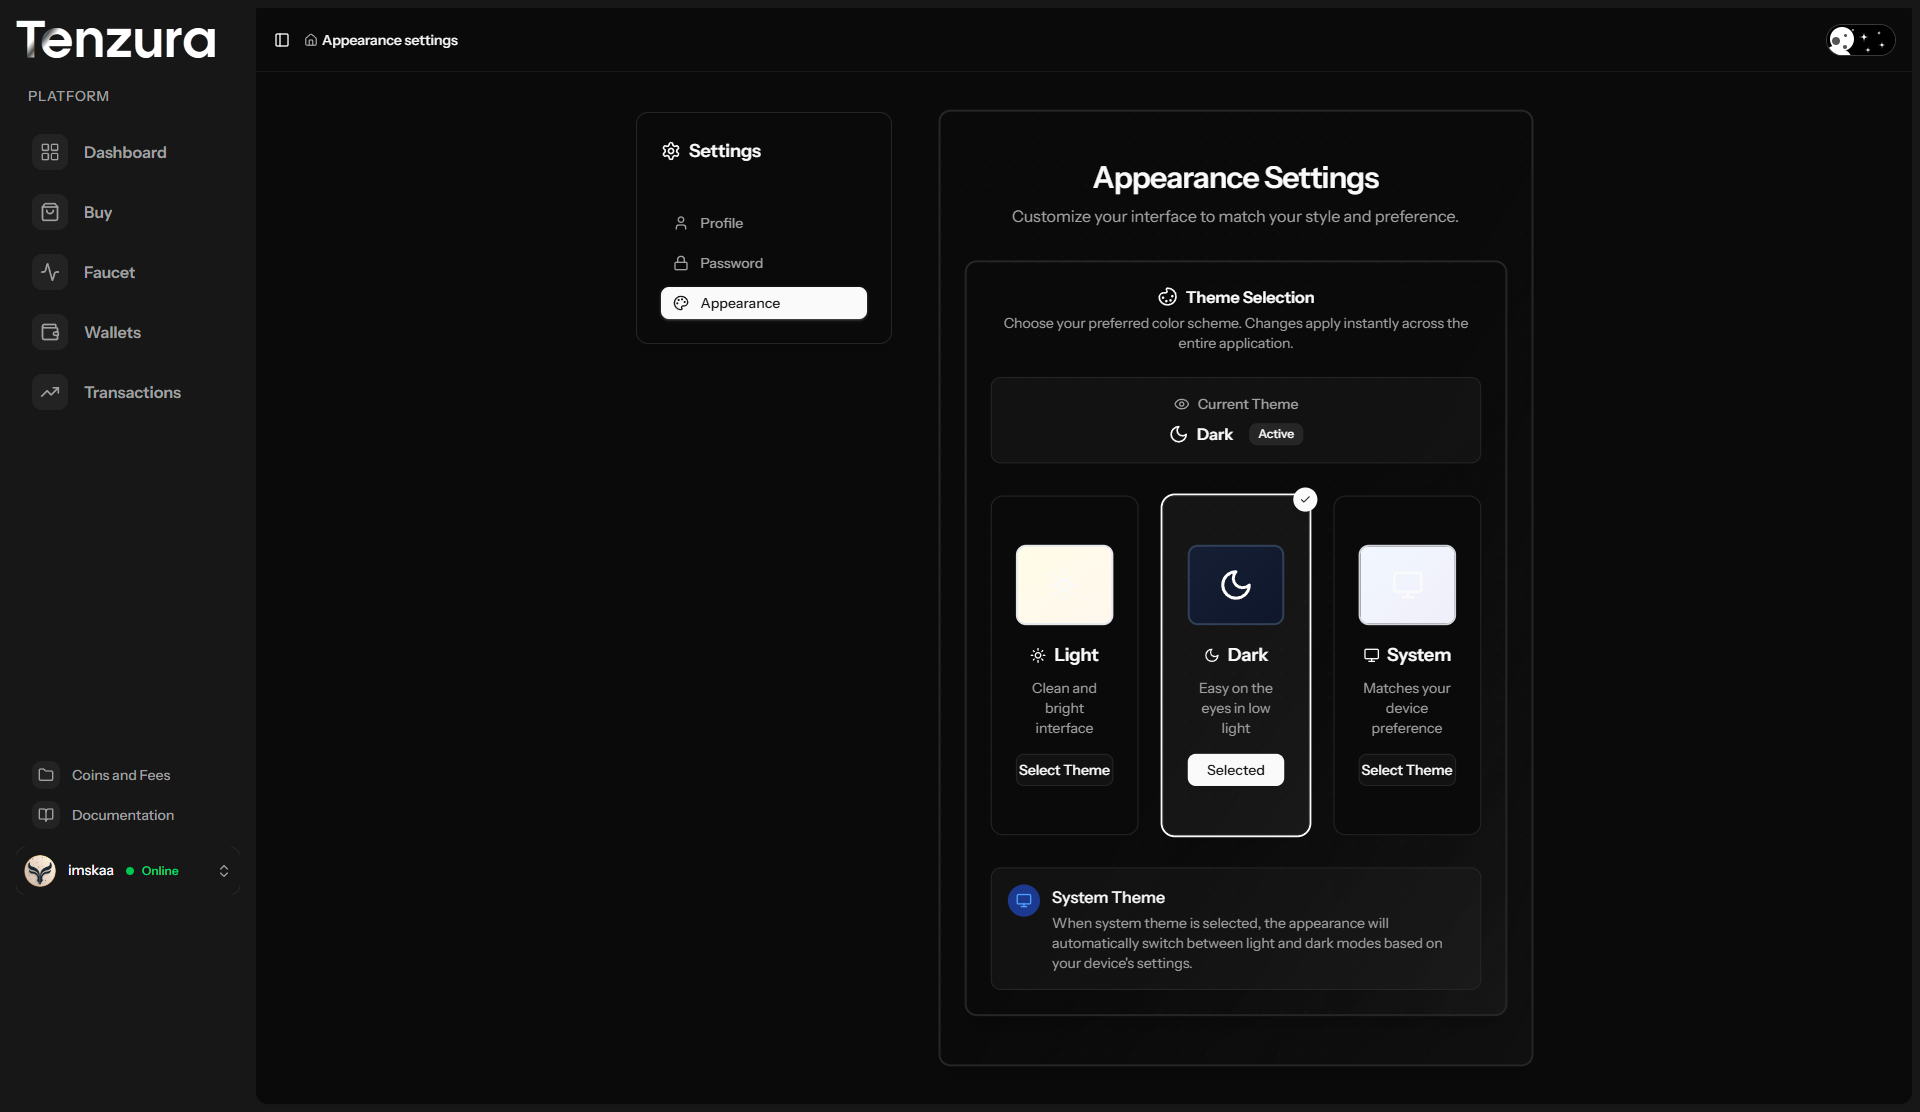 Tenzura
PLATFORM
Dashboard
Buy
Faucet
Wallets
Transactions
Coins and Fees
Documentation
imskaa Online
Appearance settings
Settings
Profile
Password
Appearance
Appearance Settings
Customize your interface to match your style and preference.
Theme Selection
Choose your preferred color scheme. Changes apply instantly across the
entire application.
Current Theme
Dark Active
Light
Clean and
bright
interface
Select Theme
Dark
Easy on the
eyes in low
light
Selected
System
Matches your
device
preference
Select Theme
System Theme
When system theme is selected, the appearance will
automatically switch between light and dark modes based on
your device's settings.